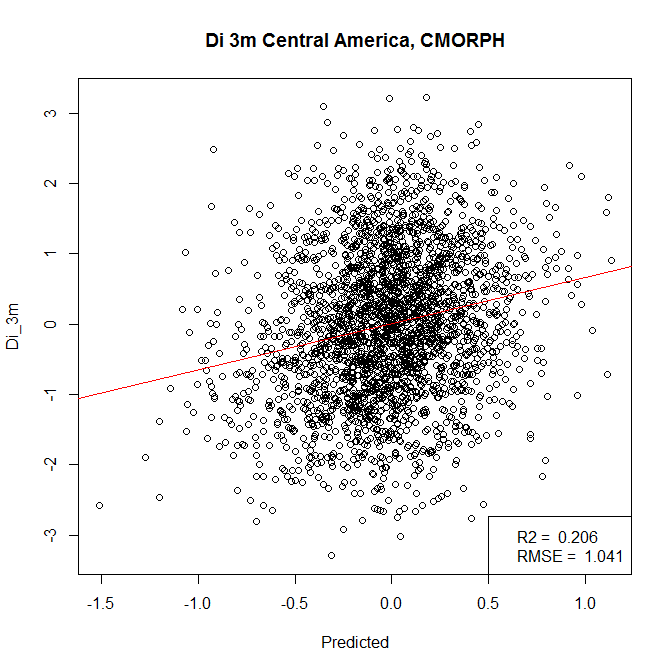 Di 3m Central America, CMORPH
Di_3m
3
2
1
0
-1
-2
-3
-1.5 -1.0 -0.5 0.0 0.5 1.0
Predicted
R2 = 0.206
RMSE = 1.041